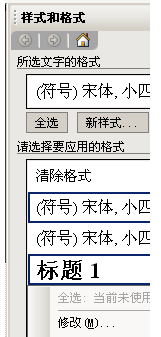 样式和格式
所选文字的格式
(符号) 宋体, 小四
全选 新样式...
请选择要应用的格式
清除格式
(符号) 宋体, 小四
(符号) 宋体, 小四
标题 1
全选: 当前未使用
修改(M)...